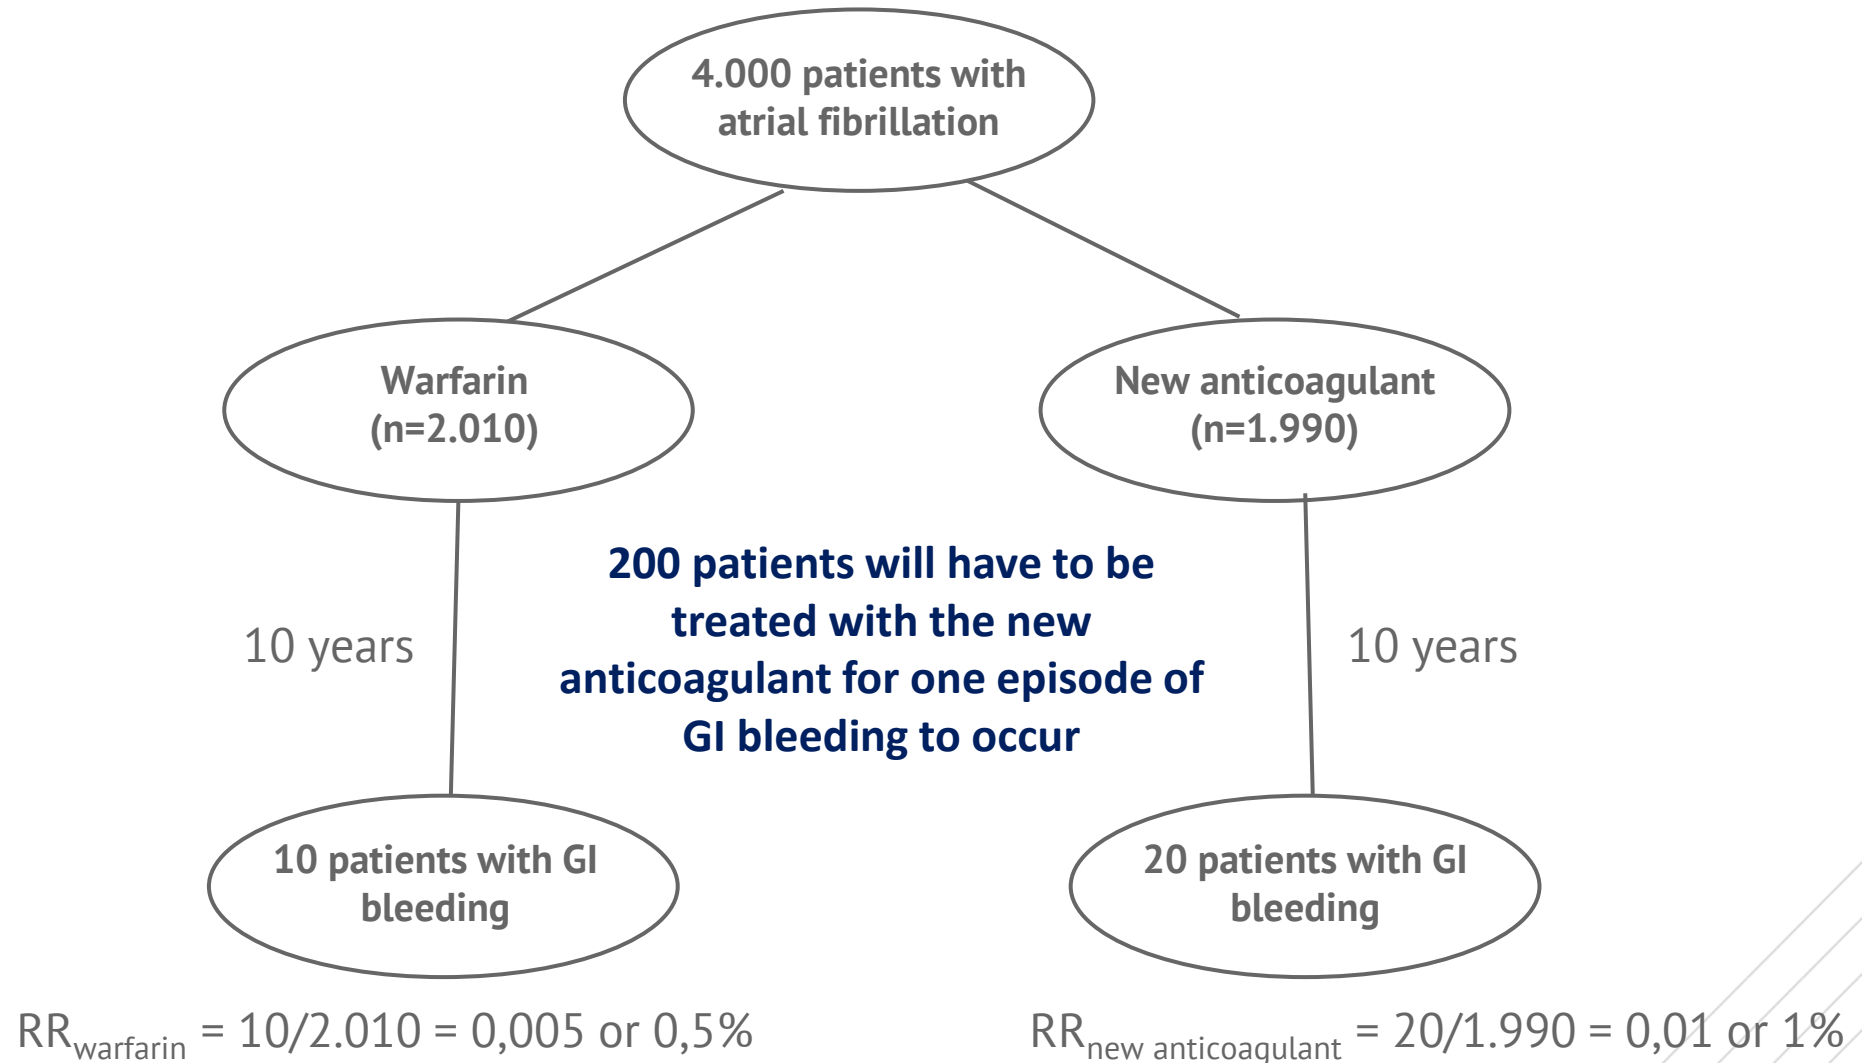 4.000 patients with
atrial fibrillation
Warfarin
(n=2.010)
New anticoagulant
(n=1.990)
10 years
200 patients will have to be
treated with the new
anticoagulant for one episode of
GI bleeding to occur
10 years
10 patients with GI
bleeding
20 patients with GI
bleeding
RRwarfarin = 10/2.010 = 0,005 or 0,5%
RRnew anticoagulant = 20/1.990 = 0,01 or 1%